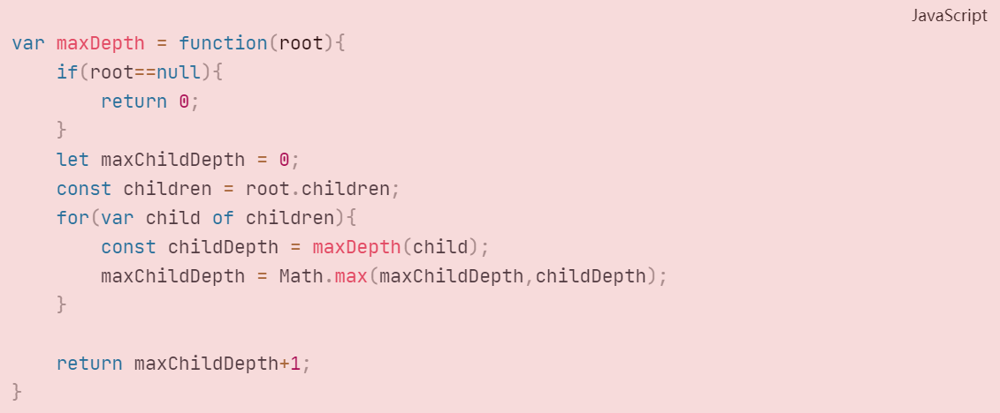 JavaScript
var maxDepth = function(root){
    if(root==null){
        return 0;
    }
    let maxChildDepth = 0;
    const children = root.children;
    for(var child of children){
        const childDepth = maxDepth(child);
        maxChildDepth = Math.max(maxChildDepth,childDepth);
    }

    return maxChildDepth+1;
}